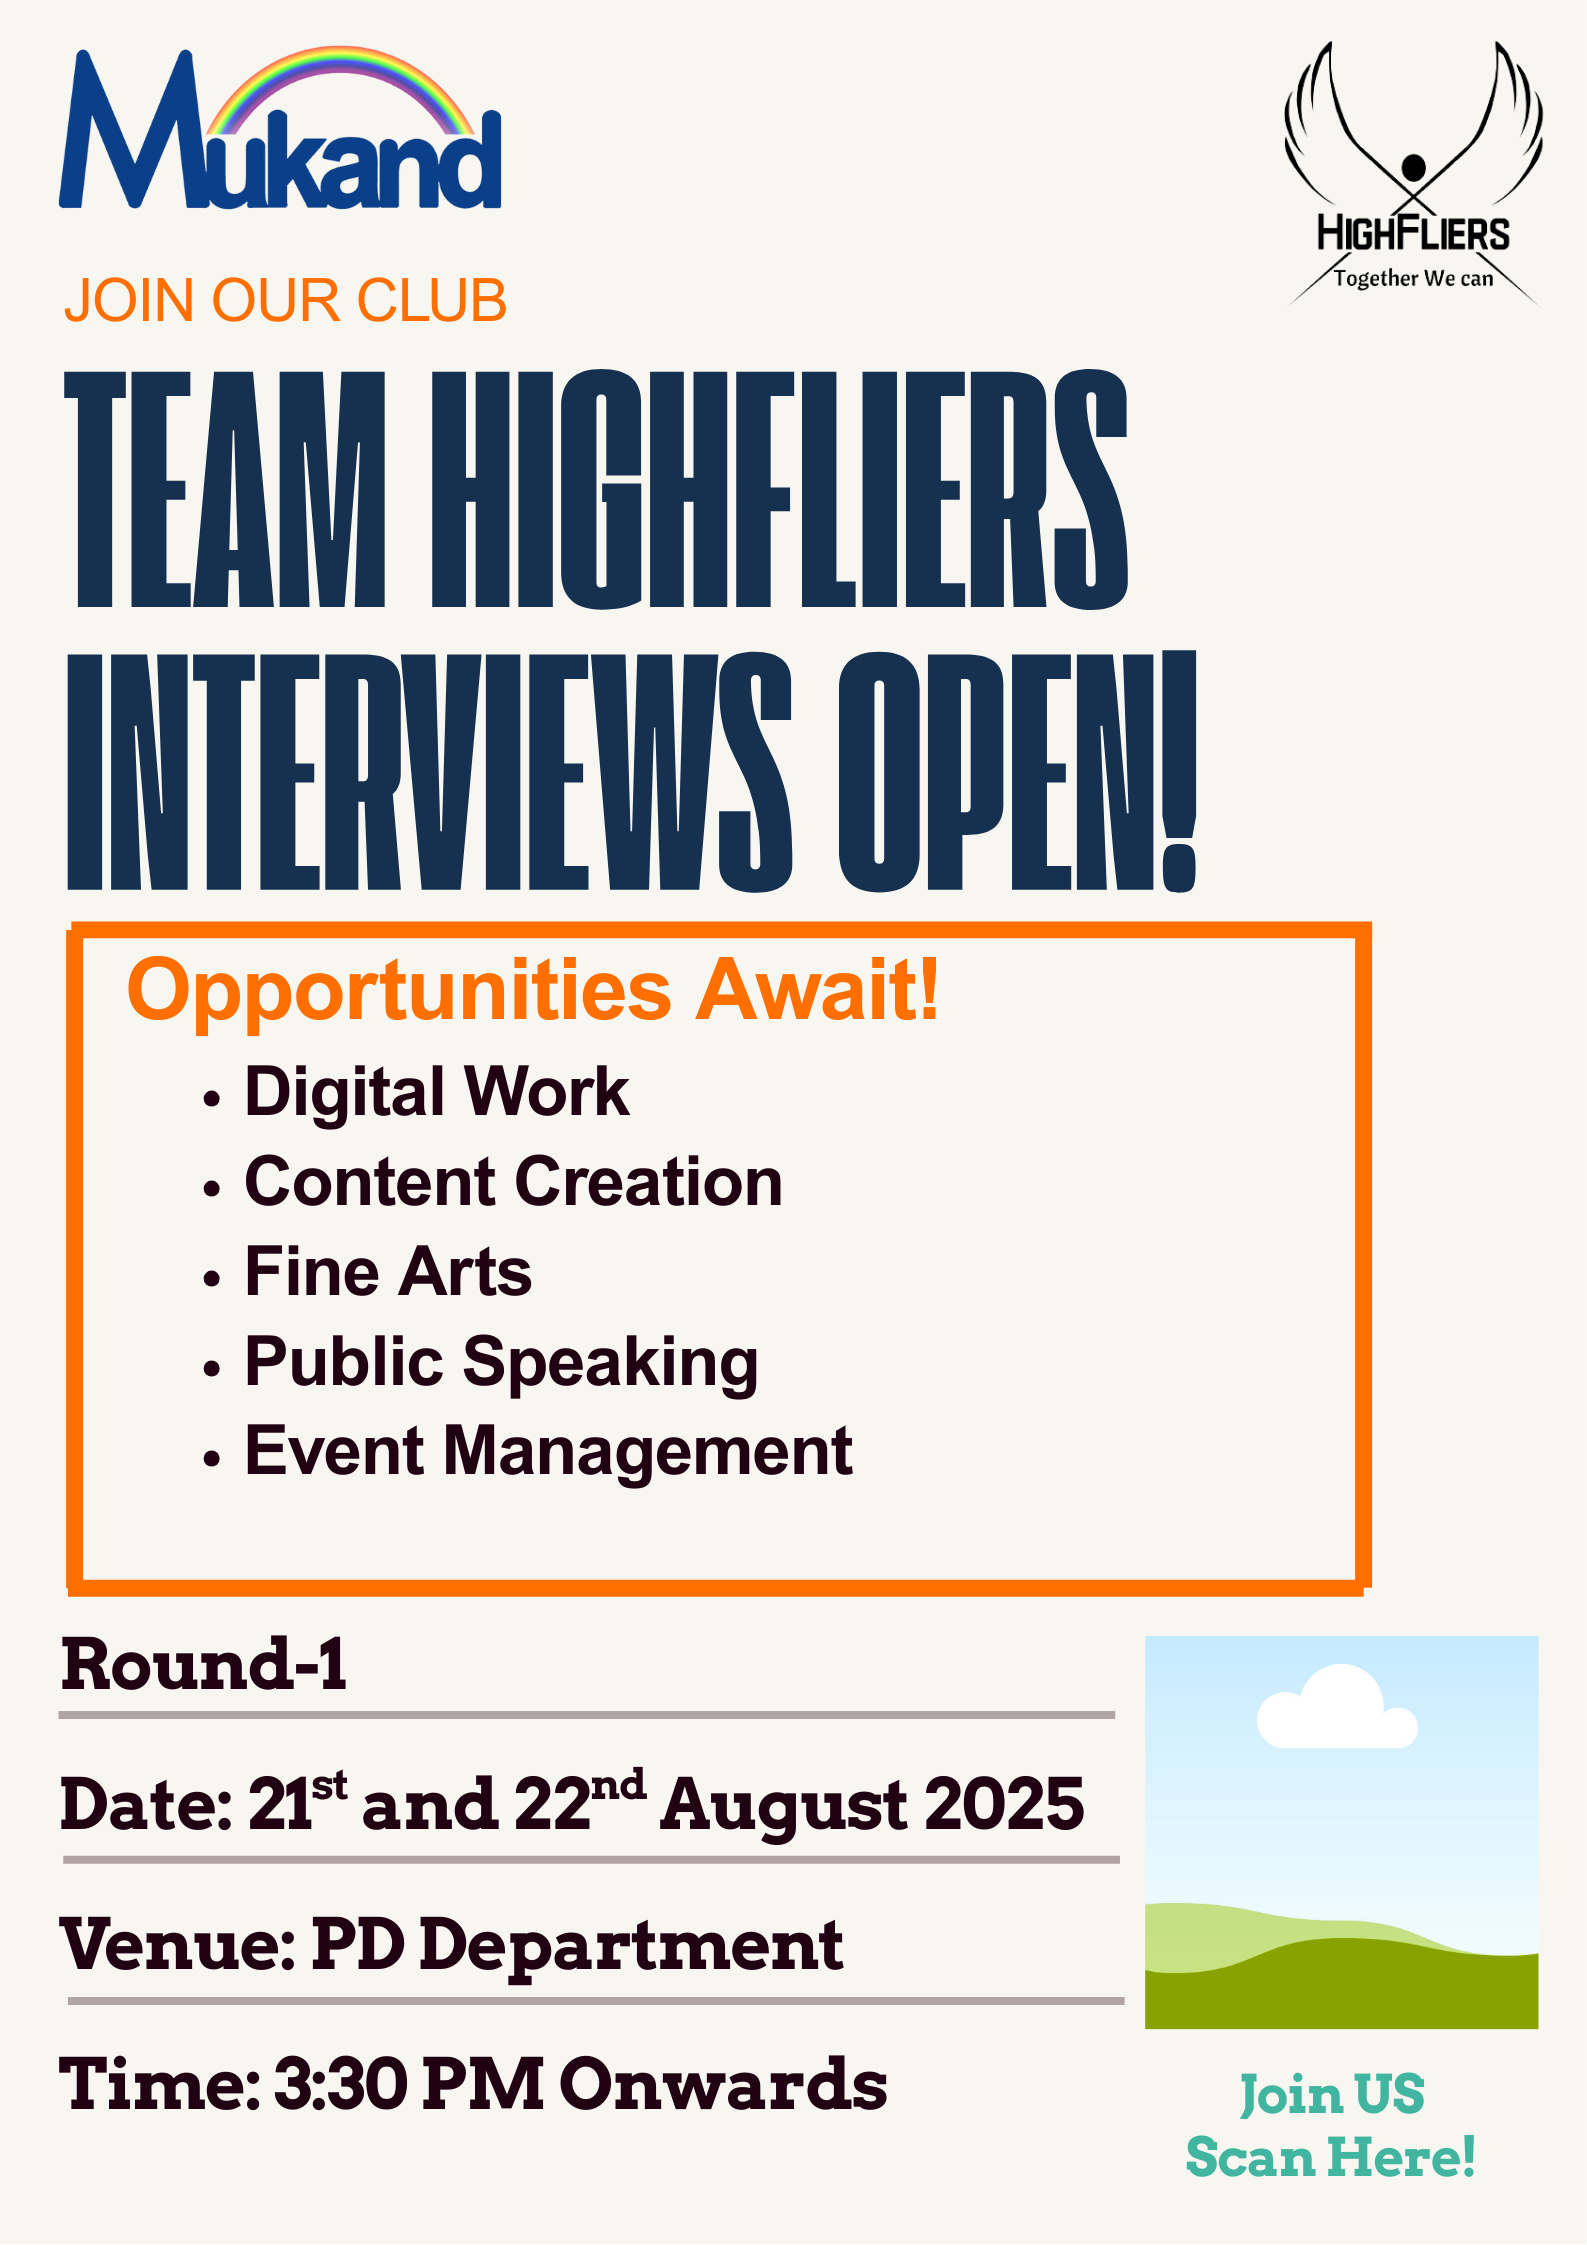 Mukand
HIGHFLIERS
Together We can
JOIN OUR CLUB
TEAM HIGHFLIERS
INTERVIEWS OPEN!
Opportunities Await!
• Digital Work
• Content Creation
• Fine Arts
• Public Speaking
• Event Management
Round-1
Date: 21st and 22nd August 2025
Venue: PD Department
Time: 3:30 PM Onwards
Join US
Scan Here!